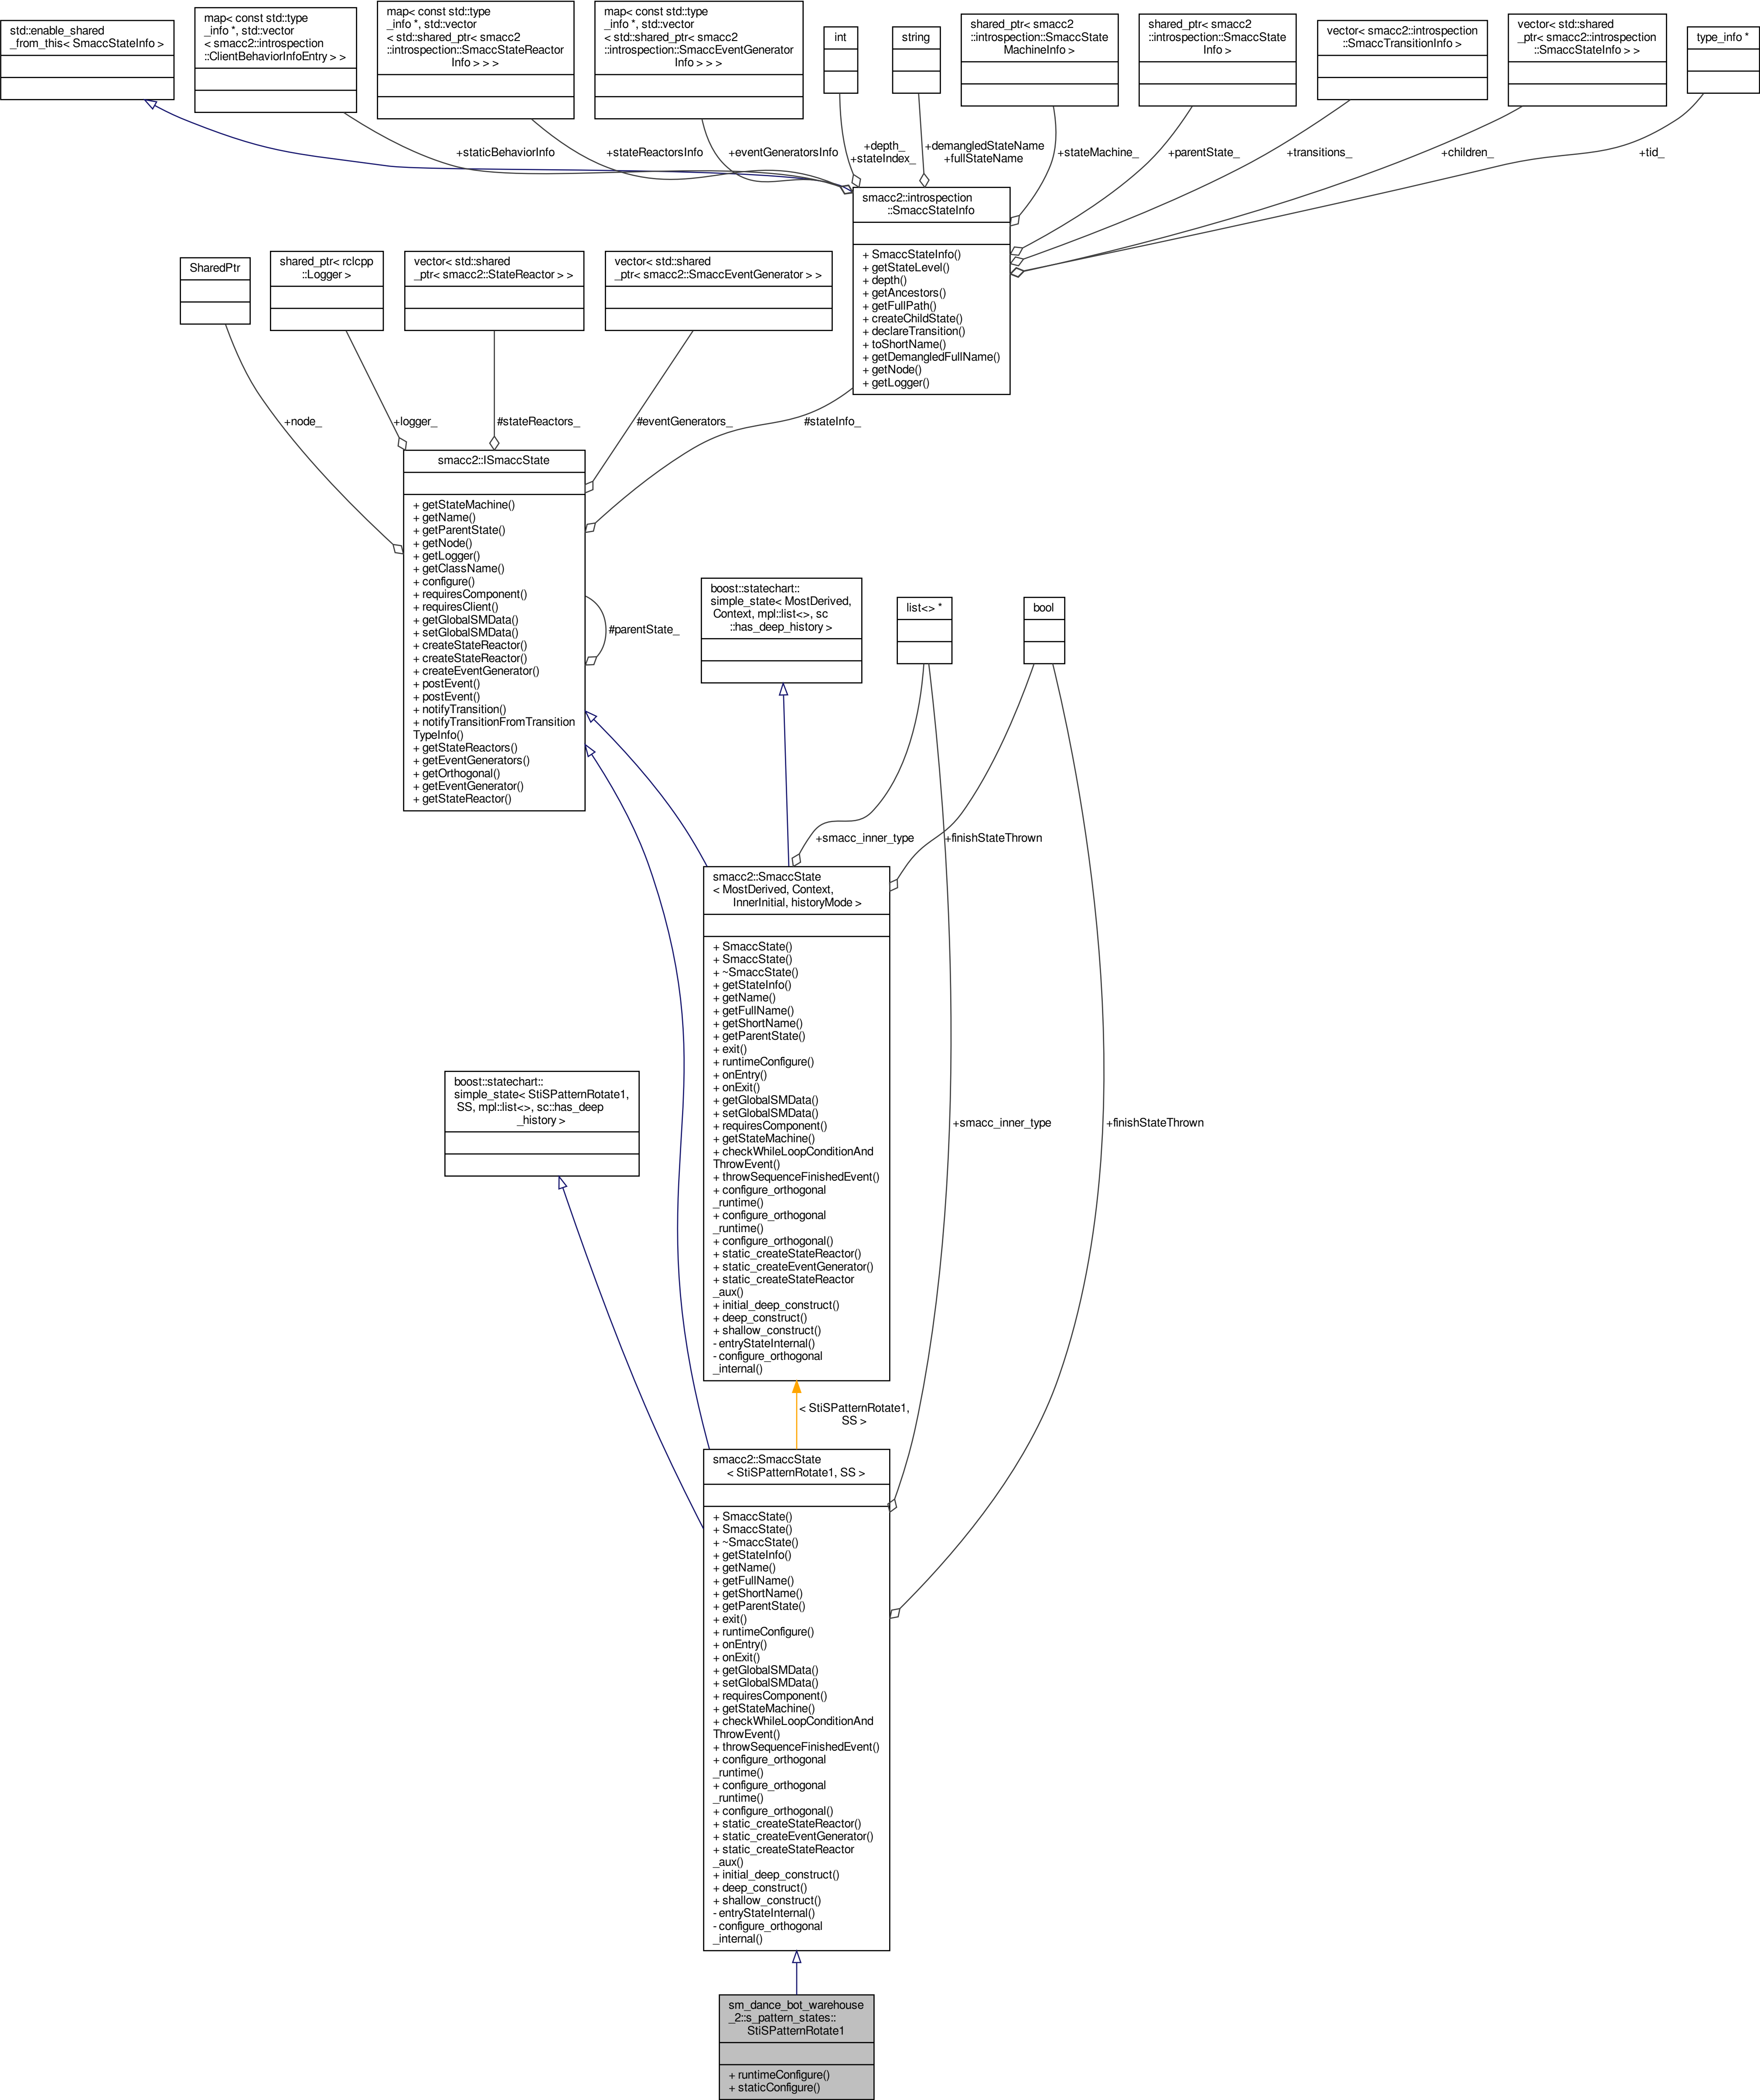 std::enable_shared
_from_this< SmaccStateInfo >
map< const std::type
_info *, std::vector
< smacc2::introspection
::ClientBehaviorInfoEntry > >
map< const std::type
_info *, std::vector
< std::shared_ptr< smacc2
::introspection::SmaccStateReactor
Info > > >
map< const std::type
_info *, std::vector
< std::shared_ptr< smacc2
::introspection::SmaccEventGenerator
Info > > >
int
string
shared_ptr< smacc2
::introspection::SmaccState
MachineInfo >
shared_ptr< smacc2
::introspection::SmaccState
Info >
vector< smacc2::introspection
::SmaccTransitionInfo >
vector< std::shared
_ptr< smacc2::introspection
::SmaccStateInfo > >
type_info *
+staticBehaviorInfo
+stateReactorsInfo
+eventGeneratorsInfo
+depth_
+stateIndex_
+demangledStateName
+fullStateName
+stateMachine_
+parentState_
+transitions_
+children_
+tid_
smacc2::introspection
::SmaccStateInfo
+ SmaccStateInfo()
+ getStateLevel()
+ depth()
+ getAncestors()
+ getFullPath()
+ createChildState()
+ declareTransition()
+ toShortName()
+ getDemangledFullName()
+ getNode()
+ getLogger()
SharedPtr
shared_ptr< rclcpp
::Logger >
vector< std::shared
_ptr< smacc2::StateReactor > >
vector< std::shared
_ptr< smacc2::SmaccEventGenerator > >
+node_
+logger_
#stateReactors_
#eventGenerators_
#stateInfo_
smacc2::ISmaccState
+ getStateMachine()
+ getName()
+ getParentState()
+ getNode()
+ getLogger()
+ getClassName()
+ configure()
+ requiresComponent()
+ requiresClient()
+ getGlobalSMData()
+ setGlobalSMData()
+ createStateReactor()
+ createStateReactor()
+ createEventGenerator()
+ postEvent()
+ postEvent()
+ notifyTransition()
+ notifyTransitionFromTransition
TypeInfo()
+ getStateReactors()
+ getEventGenerators()
+ getOrthogonal()
+ getEventGenerator()
+ getStateReactor()
#parentState_
boost::statechart::
simple_state< MostDerived,
Context, mpl::list<>, sc
::has_deep_history >
list<> *
bool
+smacc_inner_type
+finishStateThrown
smacc2::SmaccState
< MostDerived, Context,
InnerInitial, historyMode >
+ SmaccState()
+ SmaccState()
+ ~SmaccState()
+ getStateInfo()
+ getName()
+ getFullName()
+ getShortName()
+ getParentState()
+ exit()
+ runtimeConfigure()
+ onEntry()
+ onExit()
+ getGlobalSMData()
+ setGlobalSMData()
+ requiresComponent()
+ getStateMachine()
+ checkWhileLoopConditionAnd
ThrowEvent()
+ throwSequenceFinishedEvent()
+ configure_orthogonal
_runtime()
+ configure_orthogonal
_runtime()
+ configure_orthogonal()
+ static_createStateReactor()
+ static_createEventGenerator()
+ static_createStateReactor
_aux()
+ initial_deep_construct()
+ deep_construct()
+ shallow_construct()
- entryStateInternal()
- configure_orthogonal
_internal()
boost::statechart::
simple_state< StiSPatternRotate1,
SS, mpl::list<>, sc::has_deep
_history >
+smacc_inner_type
+finishStateThrown
< StiSPatternRotate1,
SS >
smacc2::SmaccState
< StiSPatternRotate1, SS >
+ SmaccState()
+ SmaccState()
+ ~SmaccState()
+ getStateInfo()
+ getName()
+ getFullName()
+ getShortName()
+ getParentState()
+ exit()
+ runtimeConfigure()
+ onEntry()
+ onExit()
+ getGlobalSMData()
+ setGlobalSMData()
+ requiresComponent()
+ getStateMachine()
+ checkWhileLoopConditionAnd
ThrowEvent()
+ throwSequenceFinishedEvent()
+ configure_orthogonal
_runtime()
+ configure_orthogonal
_runtime()
+ configure_orthogonal()
+ static_createStateReactor()
+ static_createEventGenerator()
+ static_createStateReactor
_aux()
+ initial_deep_construct()
+ deep_construct()
+ shallow_construct()
- entryStateInternal()
- configure_orthogonal
_internal()
sm_dance_bot_warehouse
_2::s_pattern_states::
StiSPatternRotate1
+ runtimeConfigure()
+ staticConfigure()